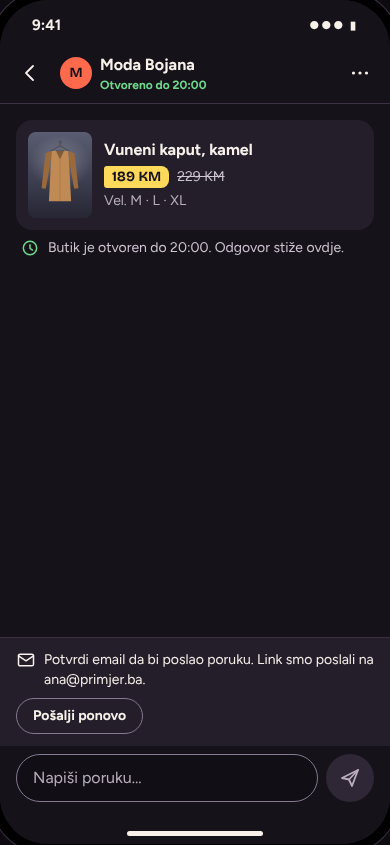 9:41
M
Moda Bojana
Otvoreno do 20:00
Vuneni kaput, kamel
189 KM 229 KM
Vel. M · L · XL
Butik je otvoren do 20:00. Odgovor stiže ovdje.
Potvrdi email da bi poslao poruku. Link smo poslali na
ana@primjer.ba.
Pošalji ponovo
Napiši poruku...